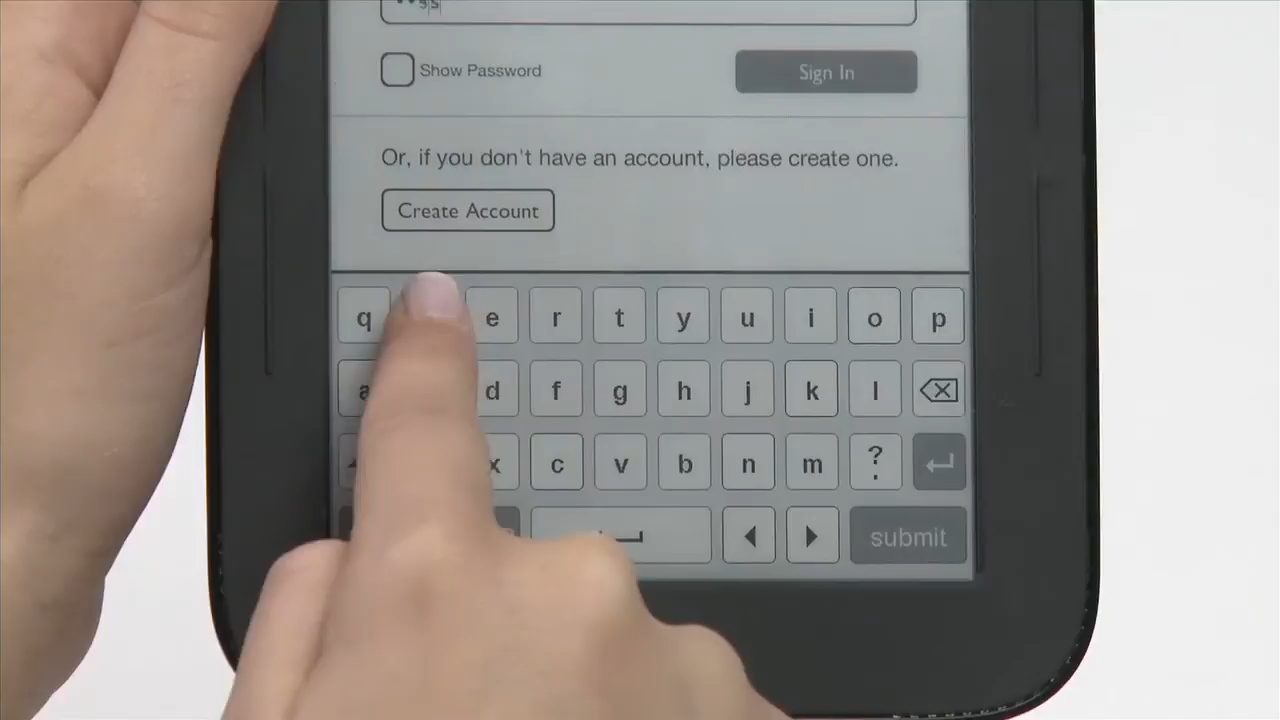 Show Password
Sign In
Or, if you don't have an account, please create one.
Create Account
q e r t y u i o p
a d f g h j k l
x c v b n m ? .
submit